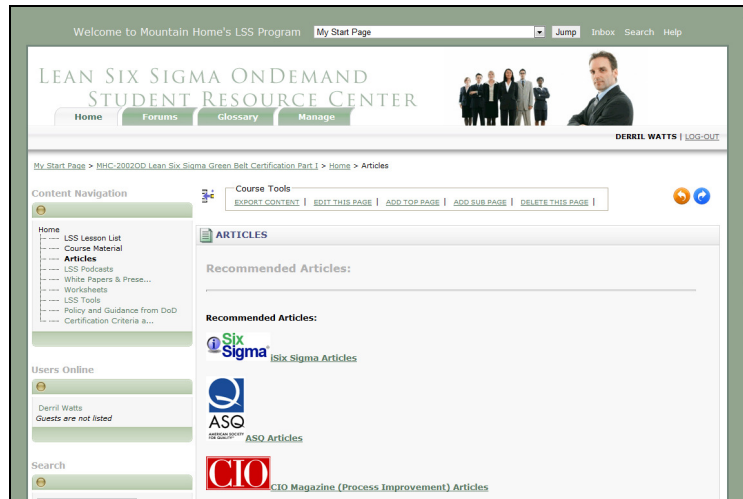 Welcome to Mountain Home's LSS Program My Start Page Jump Inbox Search Help
LEAN SIX SIGMA ONDEMAND
STUDENT RESOURCE CENTER
Home Forums Glossary Manage
DERRIL WATTS | LOG-OUT
My Start Page > MHC-2002OD Lean Six Sigma Green Belt Certification Part I > Home > Articles
Content Navigation
Course Tools
EXPORT CONTENT | EDIT THIS PAGE | ADD TOP PAGE | ADD SUB PAGE | DELETE THIS PAGE |
Home
LSS Lesson List
Course Material
Articles
LSS Podcasts
White Papers & Prese...
Worksheets
LSS Tools
Policy and Guidance from DoD
Certification Criteria a...
Users Online
Derril Watts
Guests are not listed
Search
ARTICLES
Recommended Articles:
Recommended Articles:
i Six Sigma iSix Sigma Articles
ASQ
AMERICAN SOCIETY
FOR QUALITY
ASQ Articles
CIO CIO Magazine (Process Improvement) Articles